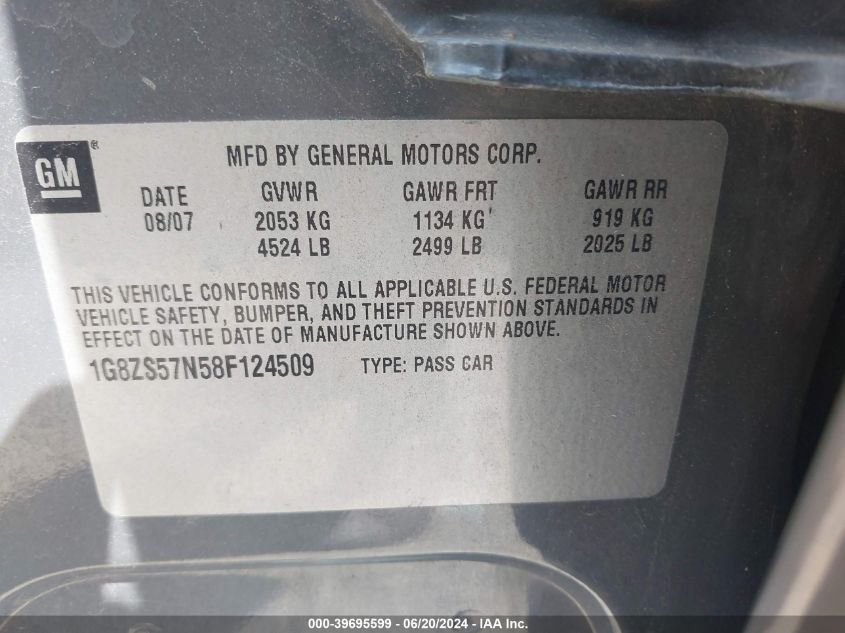 GM®
MFD BY GENERAL MOTORS CORP.
DATE GVWR GAWR FRT GAWR RR
08/07 2053 KG 1134 KG 919 KG
4524 LB 2499 LB 2025 LB
THIS VEHICLE CONFORMS TO ALL APPLICABLE U.S. FEDERAL MOTOR
VEHICLE SAFETY, BUMPER, AND THEFT PREVENTION STANDARDS IN
EFFECT ON THE DATE OF MANUFACTURE SHOWN ABOVE.
1G8ZS57N58F124509 TYPE: PASS CAR
000-39695599 - 06/20/2024 - IAA Inc.